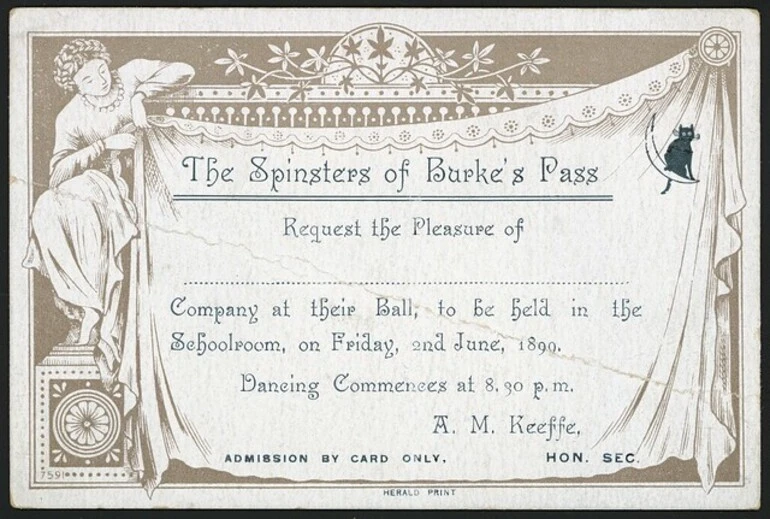 The Spinsters of Burke's Pass
Request the Pleasure of
Company at their Ball, to be held in the
Schoolroom, on Friday, 2nd June, 1899.
Dancing Commences at 8.30 p.m.
A. M. Keeffe,
ADMISSION BY CARD ONLY, HON. SEC.
759
HERALD PRINT